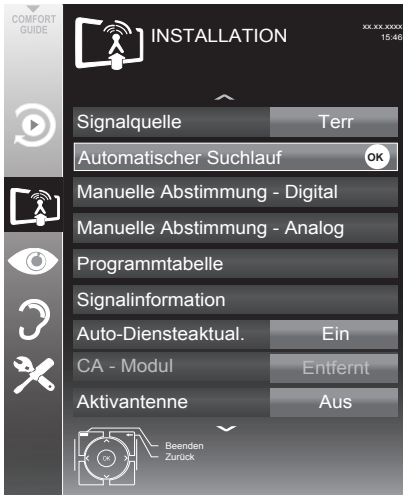 COMFORT
GUIDE
INSTALLATION
xx.xx.xxxx
15:46
Signalquelle Terr
Automatischer Suchlauf OK
Manuelle Abstimmung - Digital
Manuelle Abstimmung - Analog
Programmtabelle
Signalinformation
Auto-Diensteaktual. Ein
CA - Modul Entfernt
Aktivantenne Aus
OK
Beenden
Zurück